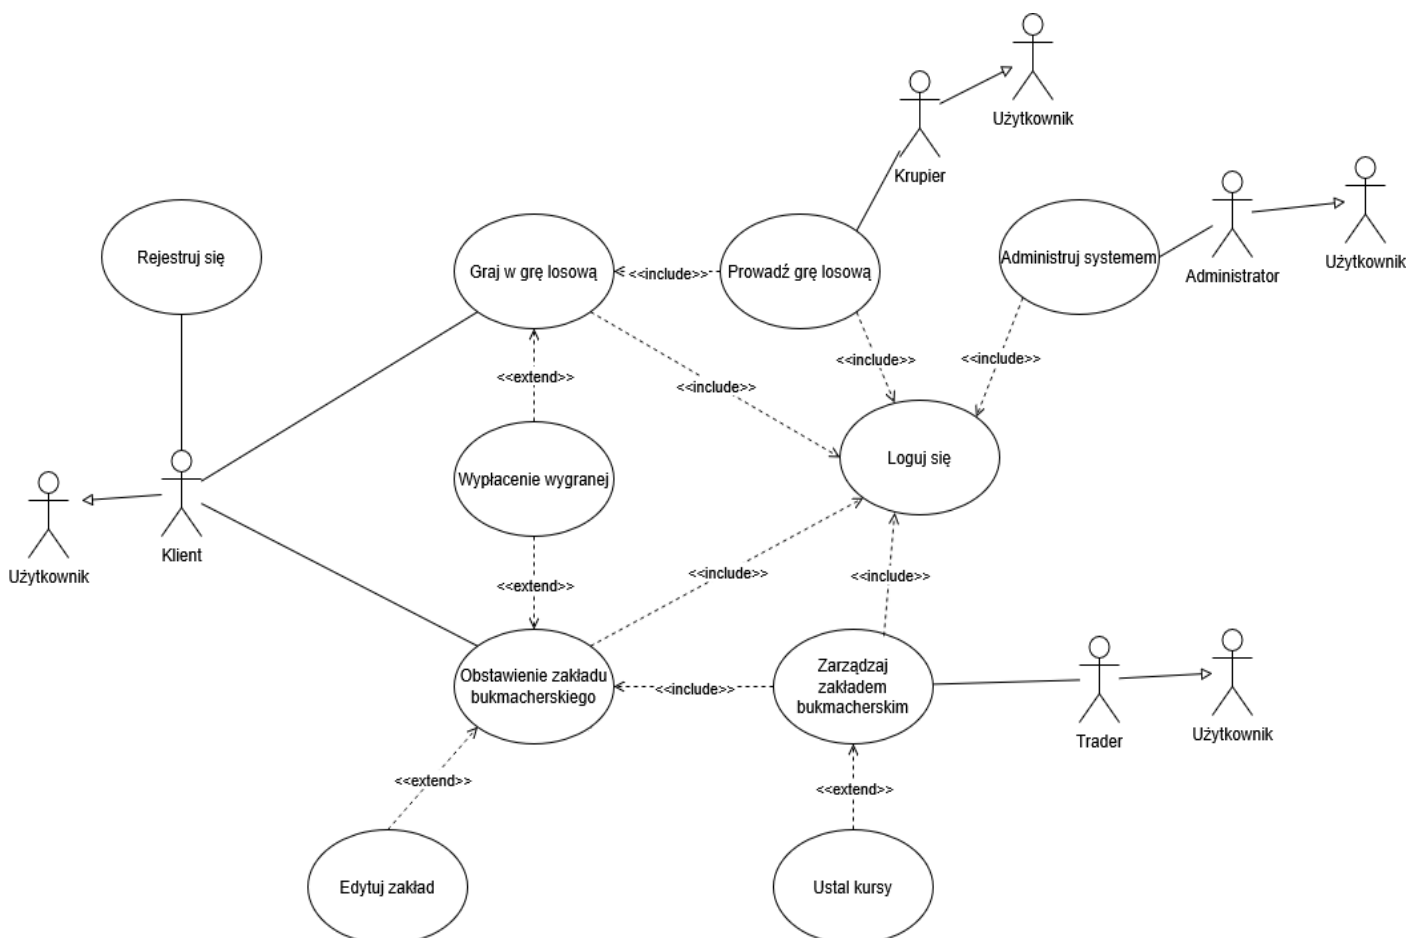 Użytkownik
Krupier
Użytkownik
Administrator
Użytkownik
Rejestruj się
Graj w grę losową
<<include>>
Prowadź grę losową
Administruj systemem
<<include>>
<<include>>
<<extend>>
<<include>>
Loguj się
Wypłacenie wygranej
Klient
Użytkownik
<<extend>>
<<include>>
<<include>>
Obstawienie zakładu
bukmacherskiego
<<include>>
Zarządzaj
zakładem
bukmacherskim
Trader
Użytkownik
<<extend>>
<<extend>>
Edytuj zakład
Ustal kursy